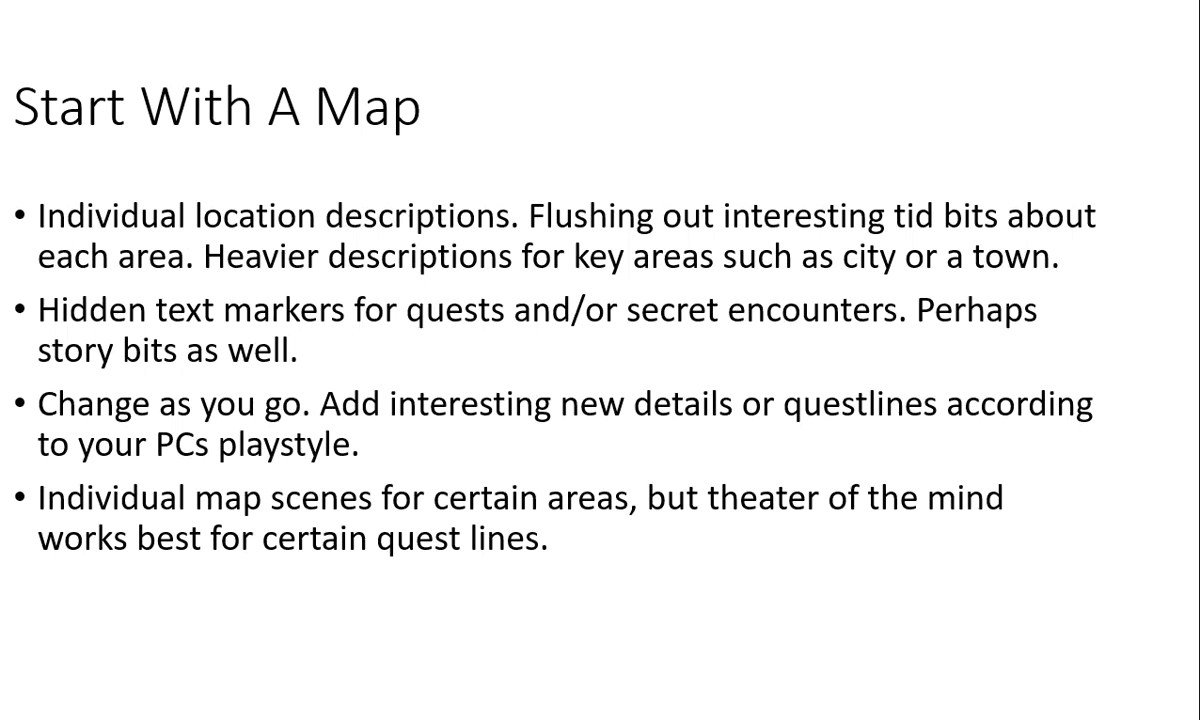 Start With A Map
• Individual location descriptions. Flushing out interesting tid bits about
each area. Heavier descriptions for key areas such as city or a town.
• Hidden text markers for quests and/or secret encounters. Perhaps
story bits as well.
• Change as you go. Add interesting new details or questlines according
to your PCs playstyle.
• Individual map scenes for certain areas, but theater of the mind
works best for certain quest lines.